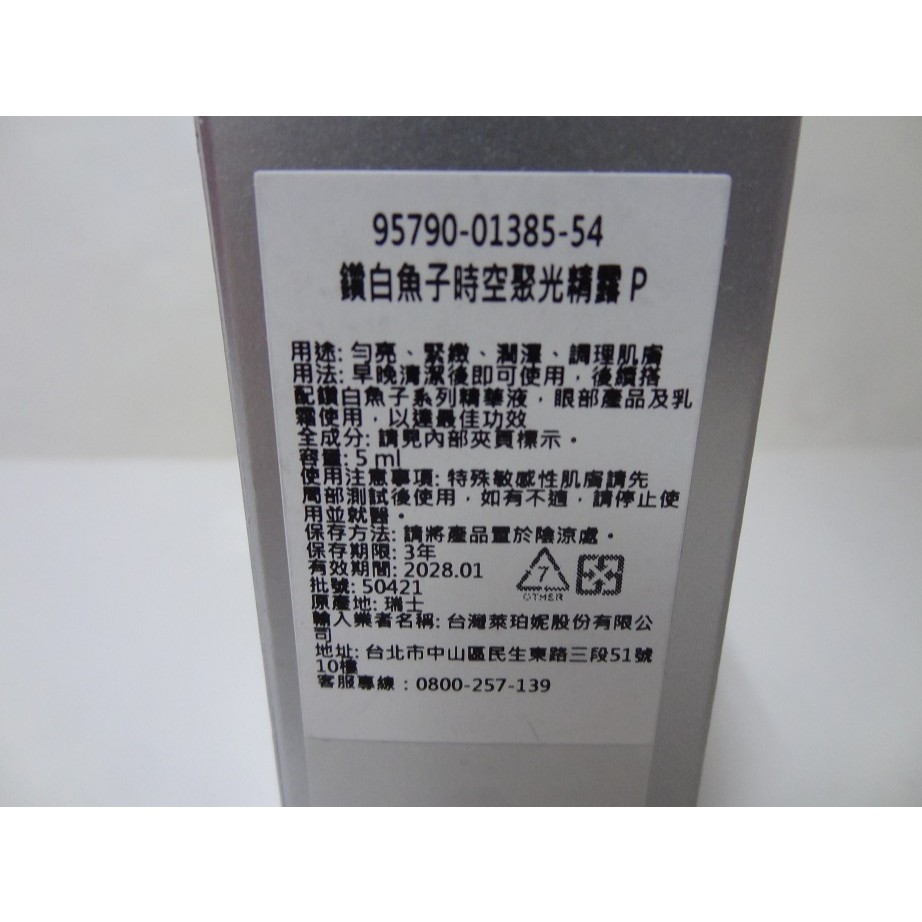 95790-01385-54
鑽白魚子時空聚光精露 P
用途: 勻亮、緊緻、潤澤、調理肌膚
用法: 早晚清潔後即可使用，後續搭
配鑽白魚子系列精華液，眼部產品及乳
霜使用，以達最佳功效
全成分: 請見內部夾頁標示。
容量: 5 ml
使用注意事項: 特殊敏感性肌膚請先
局部測試後使用，如有不適，請停止使
用並就醫。
保存方法: 請將產品置於陰涼處。
保存期限: 3年
有效期間: 2028.01
批號: 50421
原產地: 瑞士
7
OTHER
輸入業者名稱: 台灣萊珀妮股份有限公
司
地址: 台北市中山區民生東路三段51號
10樓
客服專線：0800-257-139